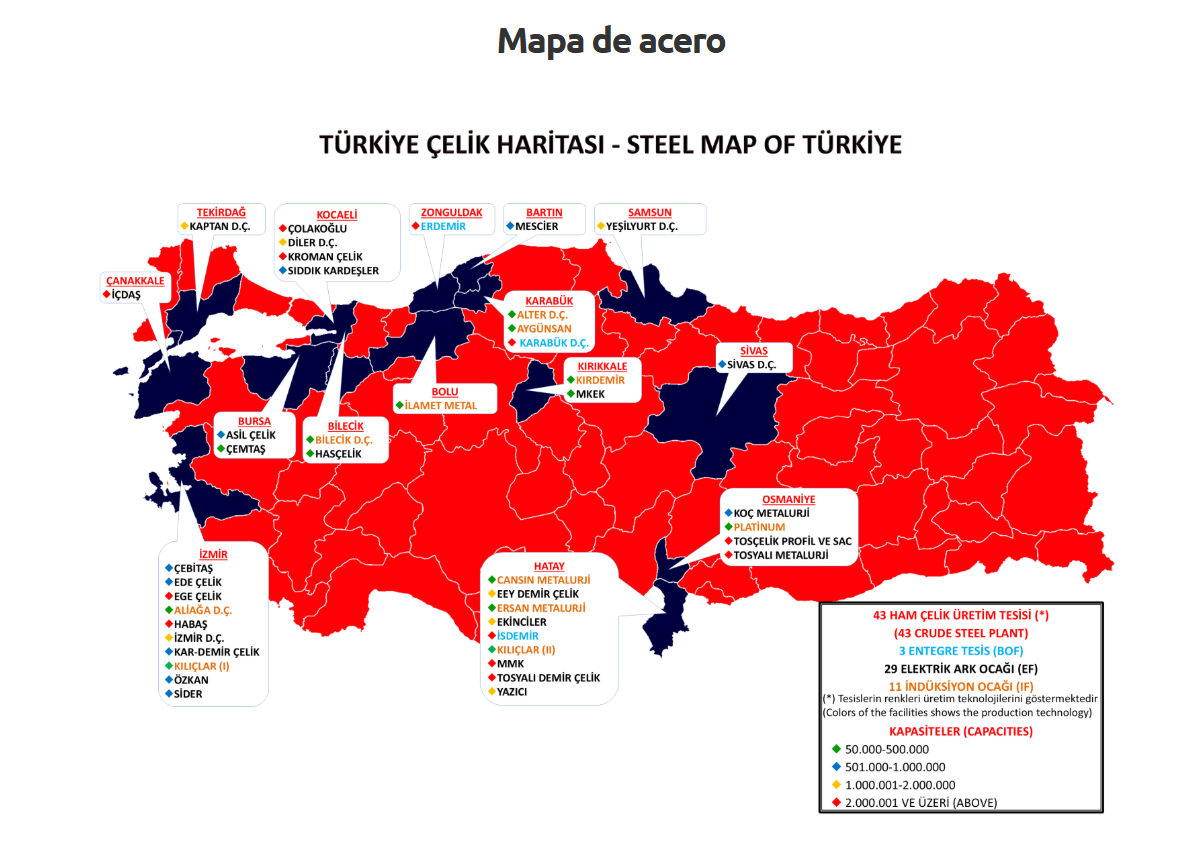 Mapa de acero
TÜRKİYE ÇELİK HARİTASI - STEEL MAP OF TÜRKİYE
TEKİRDAĞ
KAPTAN D.Ç.
KOCAELİ
ÇOLAKOĞLU
DİLER D.Ç.
KROMAN ÇELİK
SIDDIK KARDEŞLER
ZONGULDAK
ERDEMİR
BARTIN
MESCİER
SAMSUN
YEŞİLYURT D.Ç.
ÇANAKKALE
İÇDAŞ
KARABÜK
ALTER D.Ç.
AYGÜNSAN
KARABÜK D.Ç.
SİVAS
SİVAS D.Ç.
KIRIKKALE
KIRDEMİR
MKEK
BOLU
İLAMET METAL
BURSA
ASİL ÇELİK
ÇEMTAŞ
BİLECİK
BİLECİK D.Ç.
HASÇELİK
OSMANİYE
KOÇ METALURJİ
PLATİNUM
TOSÇELİK PROFİL VE SAC
TOSYALI METALURJİ
İZMİR
ÇEBİTAŞ
EDE ÇELİK
EGE ÇELİK
ALİAĞA D.Ç.
HABAŞ
İZMİR D.Ç.
KAR-DEMİR ÇELİK
KILIÇLAR (I)
ÖZKAN
SİDER
HATAY
CANSIN METALURJİ
EEY DEMİR ÇELİK
ERSAN METALURJİ
EKİNCİLER
İSDEMİR
KILIÇLAR (II)
MMK
TOSYALI DEMİR ÇELİK
YAZICI
43 HAM ÇELİK ÜRETİM TESİSİ (*)
(43 CRUDE STEEL PLANT)
3 ENTEGRE TESİS (BOF)
29 ELEKTRİK ARK OCAĞI (EF)
11 İNDÜKSİYON OCAĞI (IF)
(*) Tesislerin renkleri üretim teknolojilerini göstermektedir
(Colors of the facilities shows the production technology)
KAPASİTELER (CAPACITIES)
50.000-500.000
501.000-1.000.000
1.000.001-2.000.000
2.000.001 VE ÜZERİ (ABOVE)